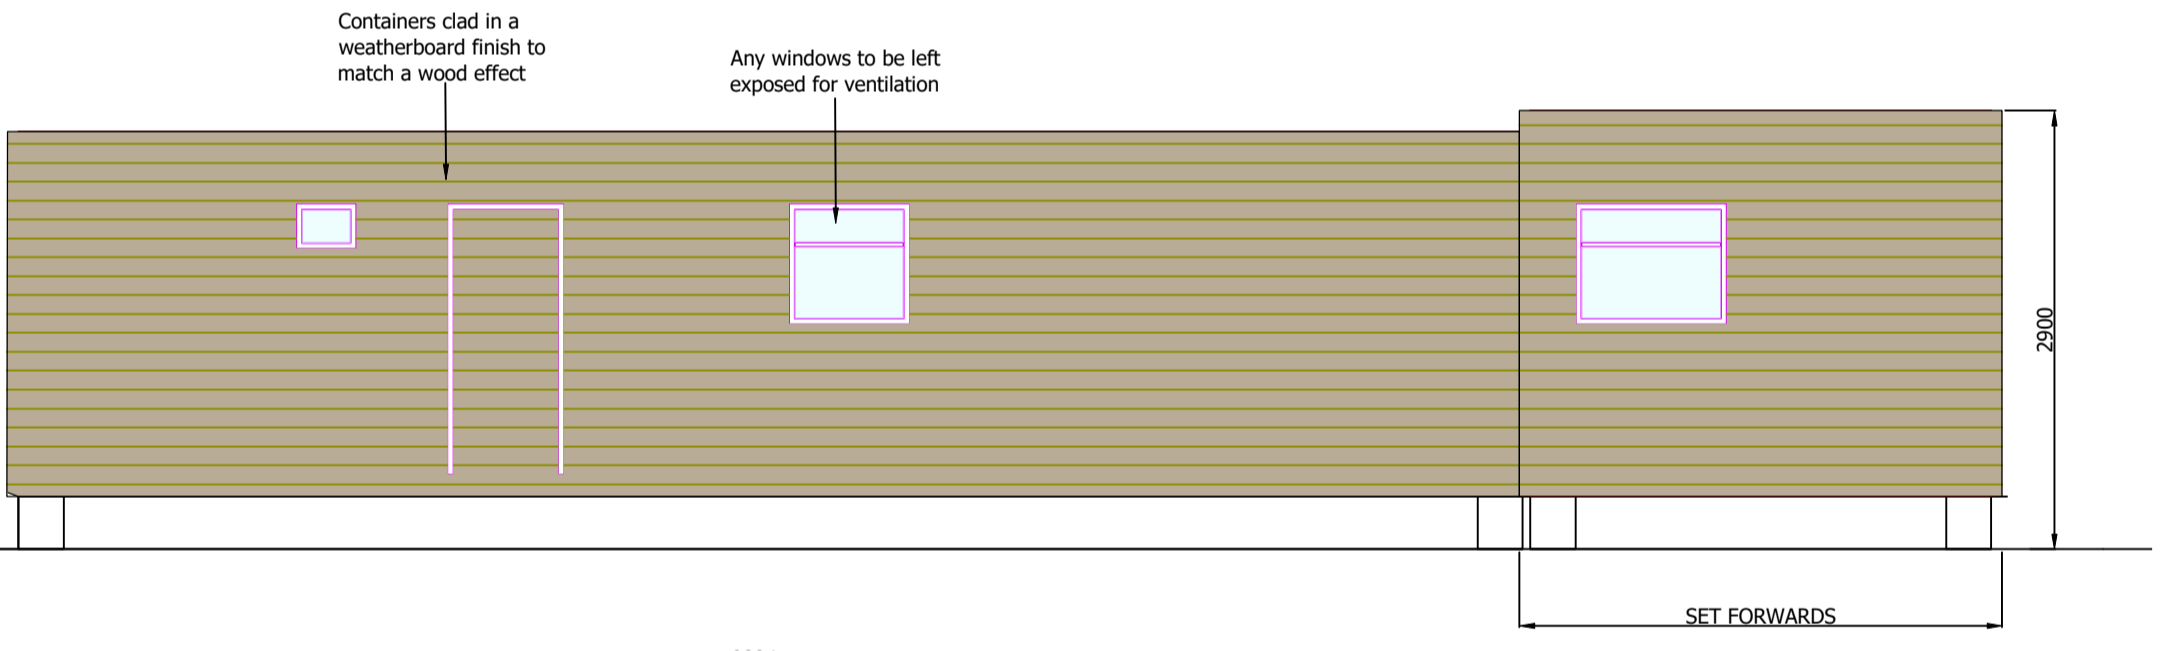 Containers clad in a
weatherboard finish to
match a wood effect
Any windows to be left
exposed for ventilation
2900
SET FORWARDS